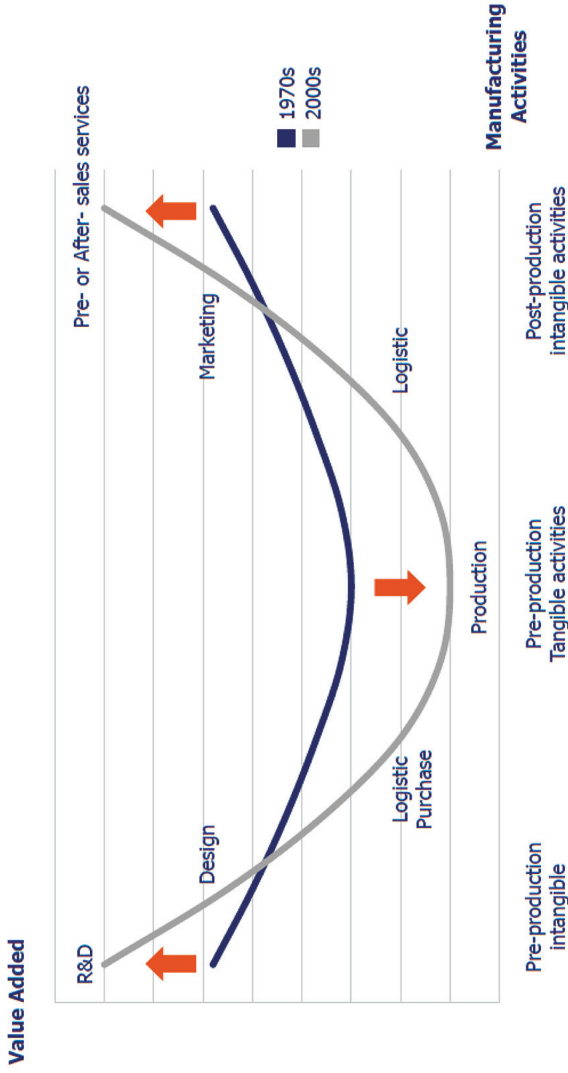 Value Added
R&D
Pre- or After- sales services
Design
Marketing
1970s
2000s
Logistic
Purchase
Logistic
Production
Manufacturing
Activities
Pre-production
intangible
Pre-production
Tangible activities
Post-production
intangible activities